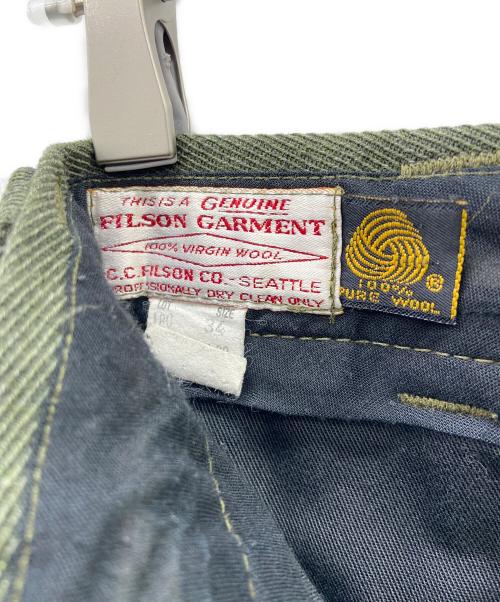 THIS IS A GENUINE
FILSON GARMENT
100% VIRGIN WOOL
C.C. FILSON CO. - SEATTLE
PROFESSIONALLY DRY CLEAN ONLY
100%
PURE WOOL
®
LOT SIZE
34